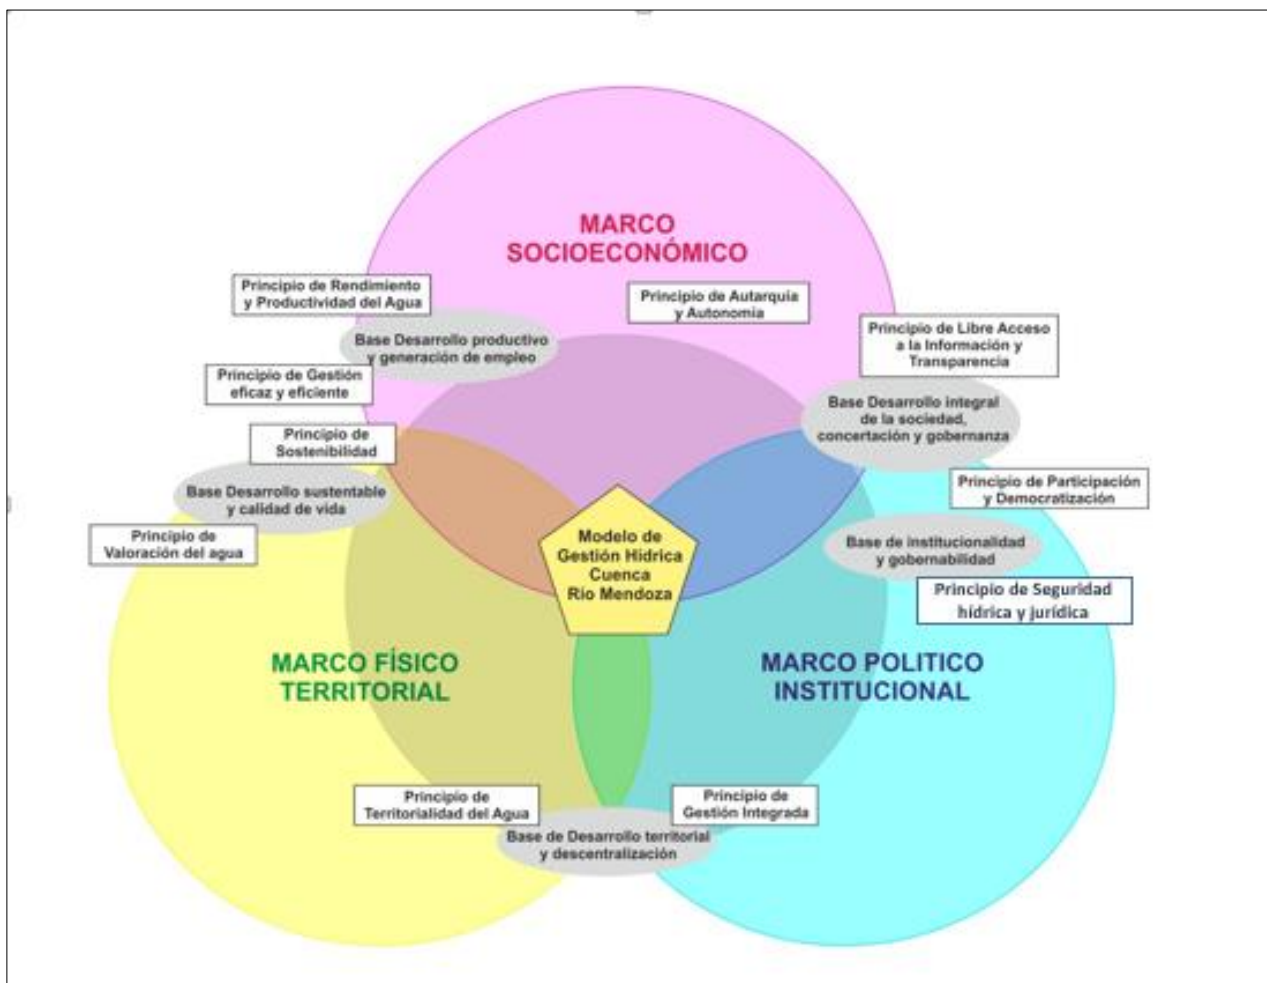 MARCO
SOCIOECONÓMICO
Principio de Rendimiento
y Productividad del Agua
Principio de Autarquía
y Autonomía
Principio de Libre Acceso
a la Información y
Transparencia
Base Desarrollo productivo
y generación de empleo
Principio de Gestión
eficaz y eficiente
Base Desarrollo integral
de la sociedad,
concertación y gobernanza
Principio de
Sostenibilidad
Base Desarrollo sustentable
y calidad de vida
Principio de Participación
y Democratización
Principio de
Valoración del agua
Modelo de
Gestión Hídrica
Cuenca
Río Mendoza
Base de institucionalidad
y gobernabilidad
Principio de Seguridad
hídrica y jurídica
MARCO FÍSICO
TERRITORIAL
MARCO POLITICO
INSTITUCIONAL
Principio de
Territorialidad del Agua
Principio de
Gestión Integrada
Base de Desarrollo territorial
y descentralización